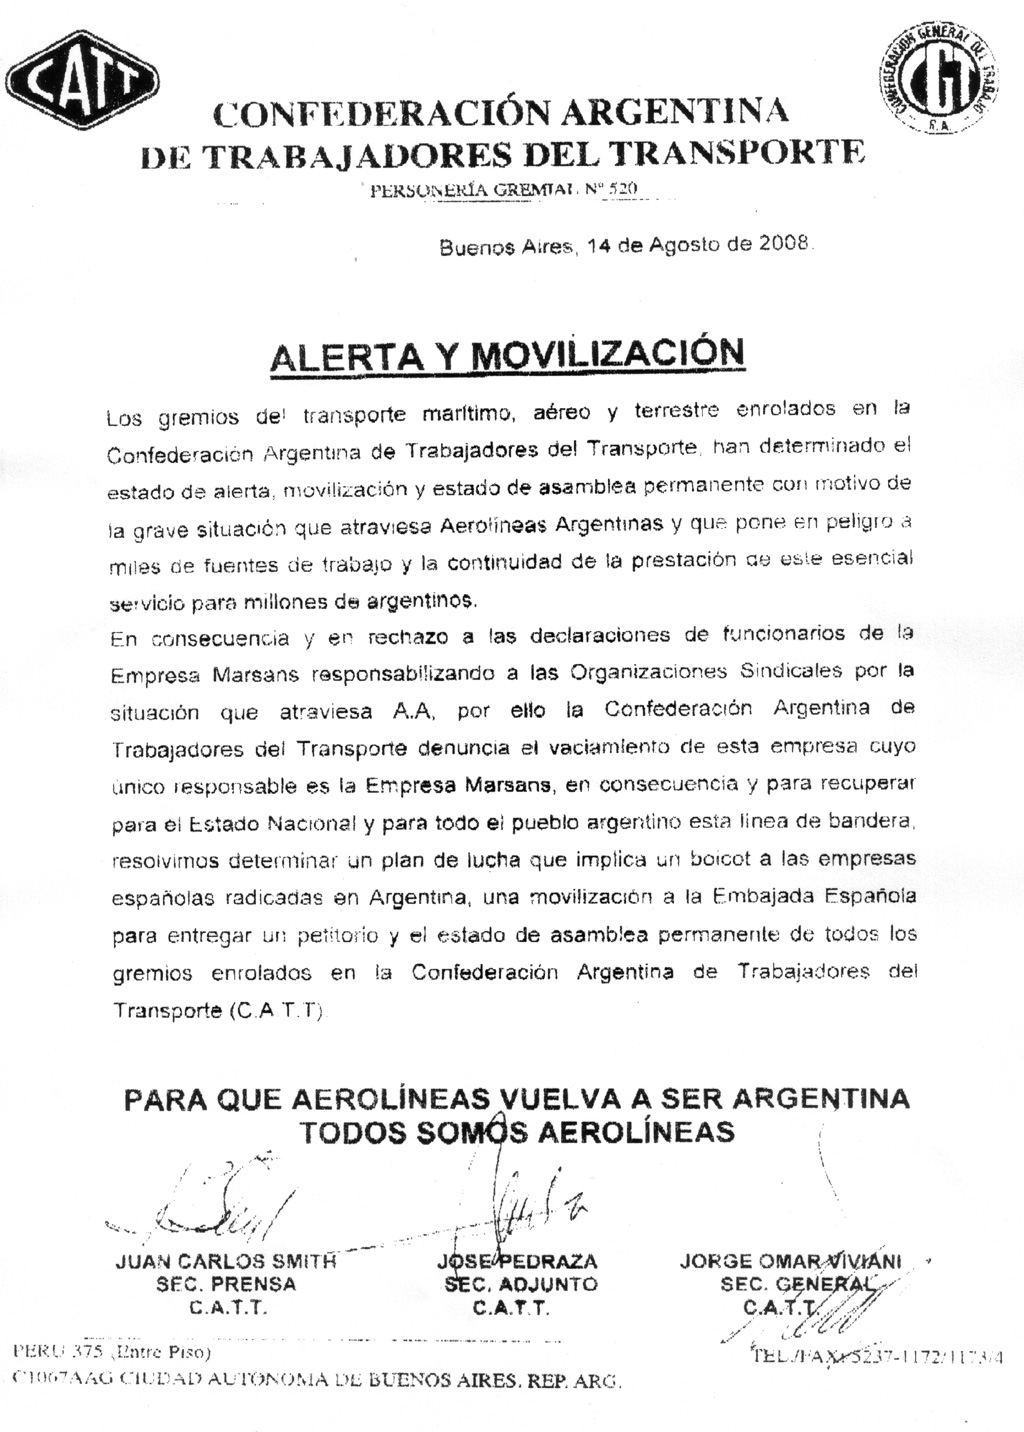 CATT
CONFEDERACION GENERAL DEL TRABAJO
CGT
R.A.
CONFEDERACIÓN ARGENTINA
DE TRABAJADORES DEL TRANSPORTE
PERSONERÍA GREMIAL Nº 520
Buenos Aires, 14 de Agosto de 2008.
ALERTA Y MOVILIZACIÓN
Los gremios del transporte marítimo, aéreo y terrestre enrolados en la
Confederación Argentina de Trabajadores del Transporte, han determinado el
estado de alerta, movilización y estado de asamblea permanente con motivo de
la grave situación que atraviesa Aerolíneas Argentinas y que pone en peligro a
miles de fuentes de trabajo y la continuidad de la prestación de este esencial
servicio para millones de argentinos.
En consecuencia y en rechazo a las declaraciones de funcionarios de la
Empresa Marsans responsabilizando a las Organizaciones Sindicales por la
situación que atraviesa A.A, por ello la Confederación Argentina de
Trabajadores del Transporte denuncia el vaciamiento de esta empresa cuyo
único responsable es la Empresa Marsans, en consecuencia y para recuperar
para el Estado Nacional y para todo el pueblo argentino esta línea de bandera,
resolvimos determinar un plan de lucha que implica un boicot a las empresas
españolas radicadas en Argentina, una movilización a la Embajada Española
para entregar un petitorio y el estado de asamblea permanente de todos los
gremios enrolados en la Confederación Argentina de Trabajadores del
Transporte (C.A.T.T)
PARA QUE AEROLÍNEAS VUELVA A SER ARGENTINA
TODOS SOMOS AEROLÍNEAS
JUAN CARLOS SMITH JOSE PEDRAZA JORGE OMAR VIVIANI
SEC. PRENSA SEC. ADJUNTO SEC. GENERAL
C.A.T.T. C.A.T.T. C.A.T.T.
PERU 375 (Entre Piso) TEL./FAX: 5237-1172/1173/4
C1067AAG CIUDAD AUTONOMA DE BUENOS AIRES. REP. ARG.